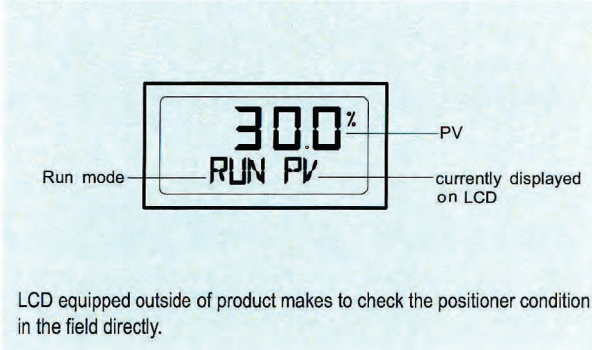 30.0%
PV
Run mode
RUN PV
currently displayed
on LCD
LCD equipped outside of product makes to check the positioner condition
in the field directly.